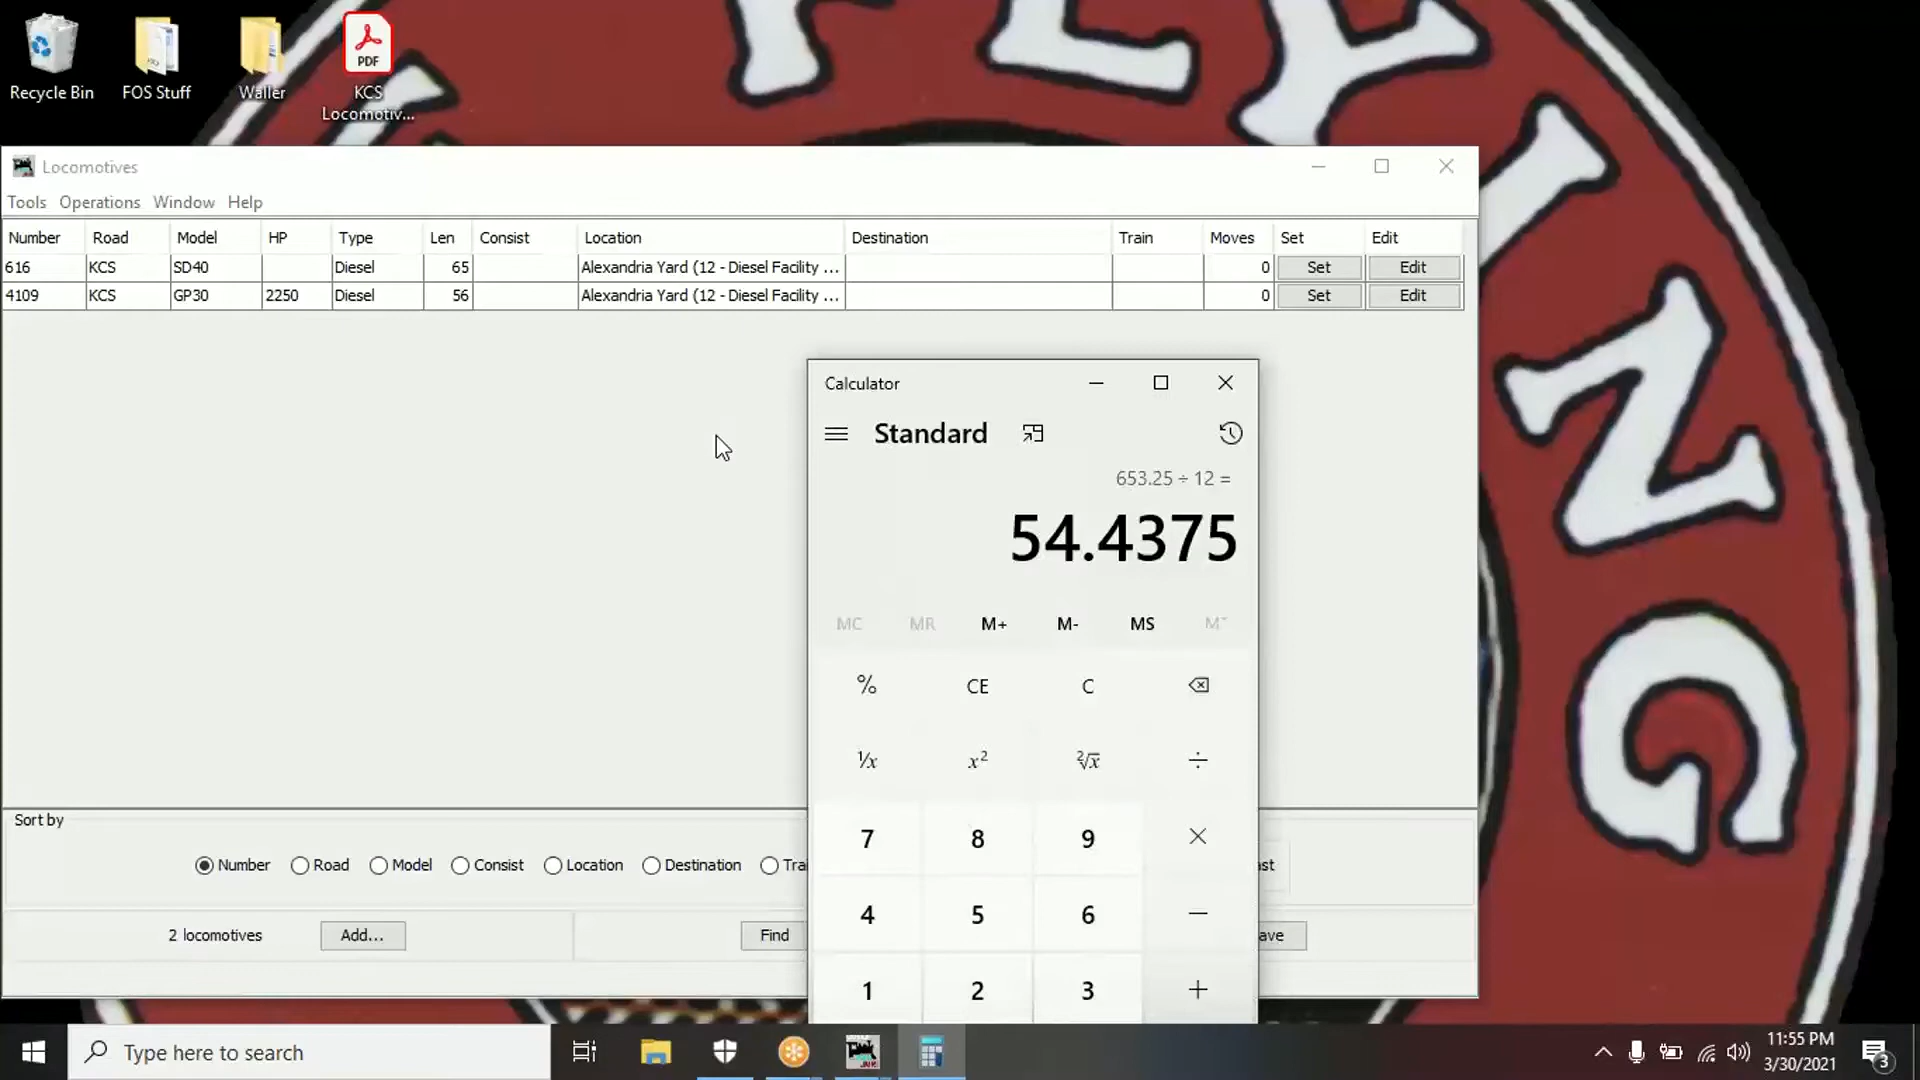 FLYING
Recycle Bin
FOS Stuff
Waller
PDF
KCS
Locomotiv...
Locomotives
Tools Operations Window Help
Number Road Model HP Type Len Consist Location Destination Train Moves Set Edit
616 KCS SD40 Diesel 65 Alexandria Yard (12 - Diesel Facility ... 0 Set Edit
4109 KCS GP30 2250 Diesel 56 Alexandria Yard (12 - Diesel Facility ... 0 Set Edit
Calculator
Standard
653.25 ÷ 12 =
54.4375
MC MR M+ M- MS M˅
% CE C
¹/x x² ²√x ÷
7 8 9 ×
4 5 6 −
1 2 3 +
Sort by
Number Road Model Consist Location Destination Trai
ast
2 locomotives Add... Find ave
Type here to search
11:55 PM
3/30/2021
3